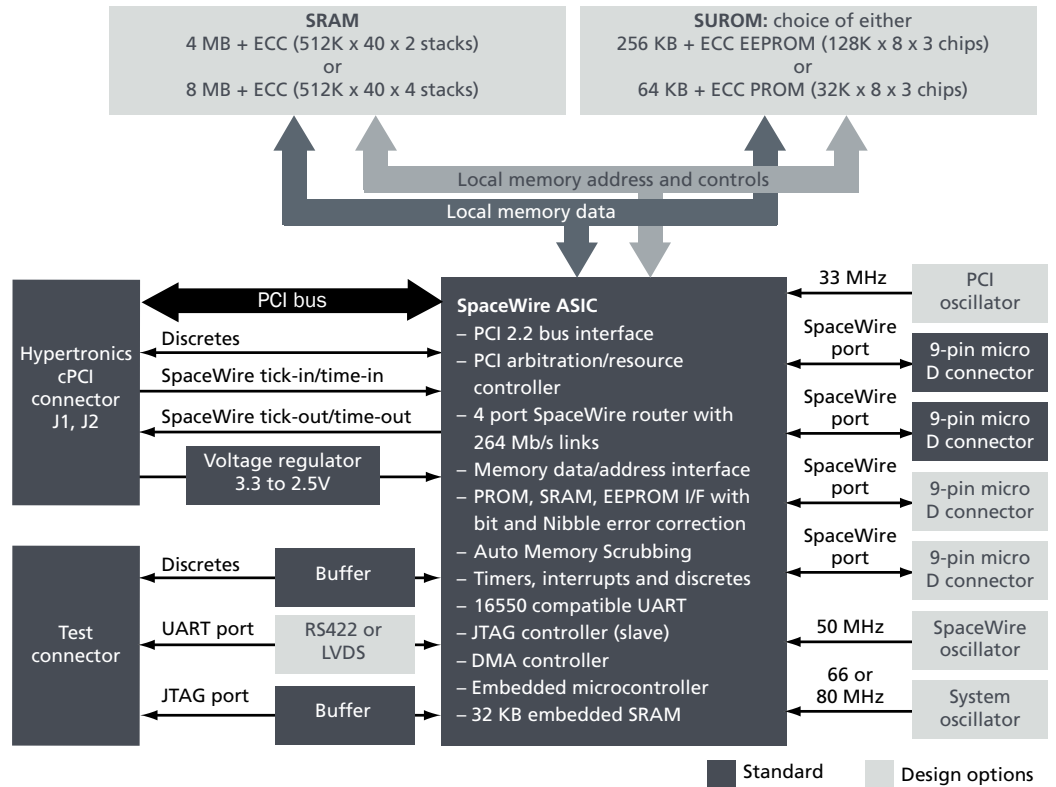 SRAM
4 MB + ECC (512K x 40 x 2 stacks)
or
8 MB + ECC (512K x 40 x 4 stacks)
SUROM: choice of either
256 KB + ECC EEPROM (128K x 8 x 3 chips)
or
64 KB + ECC PROM (32K x 8 x 3 chips)
Local memory address and controls
Local memory data
Hypertronics
cPCI
connector
J1, J2
PCI bus
Discretes
SpaceWire tick-in/time-in
SpaceWire tick-out/time-out
Voltage regulator
3.3 to 2.5V
Test
connector
Discretes
Buffer
UART port
RS422 or
LVDS
JTAG port
Buffer
SpaceWire ASIC
– PCI 2.2 bus interface
– PCI arbitration/resource
controller
– 4 port SpaceWire router with
264 Mb/s links
– Memory data/address interface
– PROM, SRAM, EEPROM I/F with
bit and Nibble error correction
– Auto Memory Scrubbing
– Timers, interrupts and discretes
– 16550 compatible UART
– JTAG controller (slave)
– DMA controller
– Embedded microcontroller
– 32 KB embedded SRAM
33 MHz
PCI
oscillator
SpaceWire
port
9-pin micro
D connector
SpaceWire
port
9-pin micro
D connector
SpaceWire
port
9-pin micro
D connector
SpaceWire
port
9-pin micro
D connector
50 MHz
SpaceWire
oscillator
66 or
80 MHz
System
oscillator
Standard
Design options